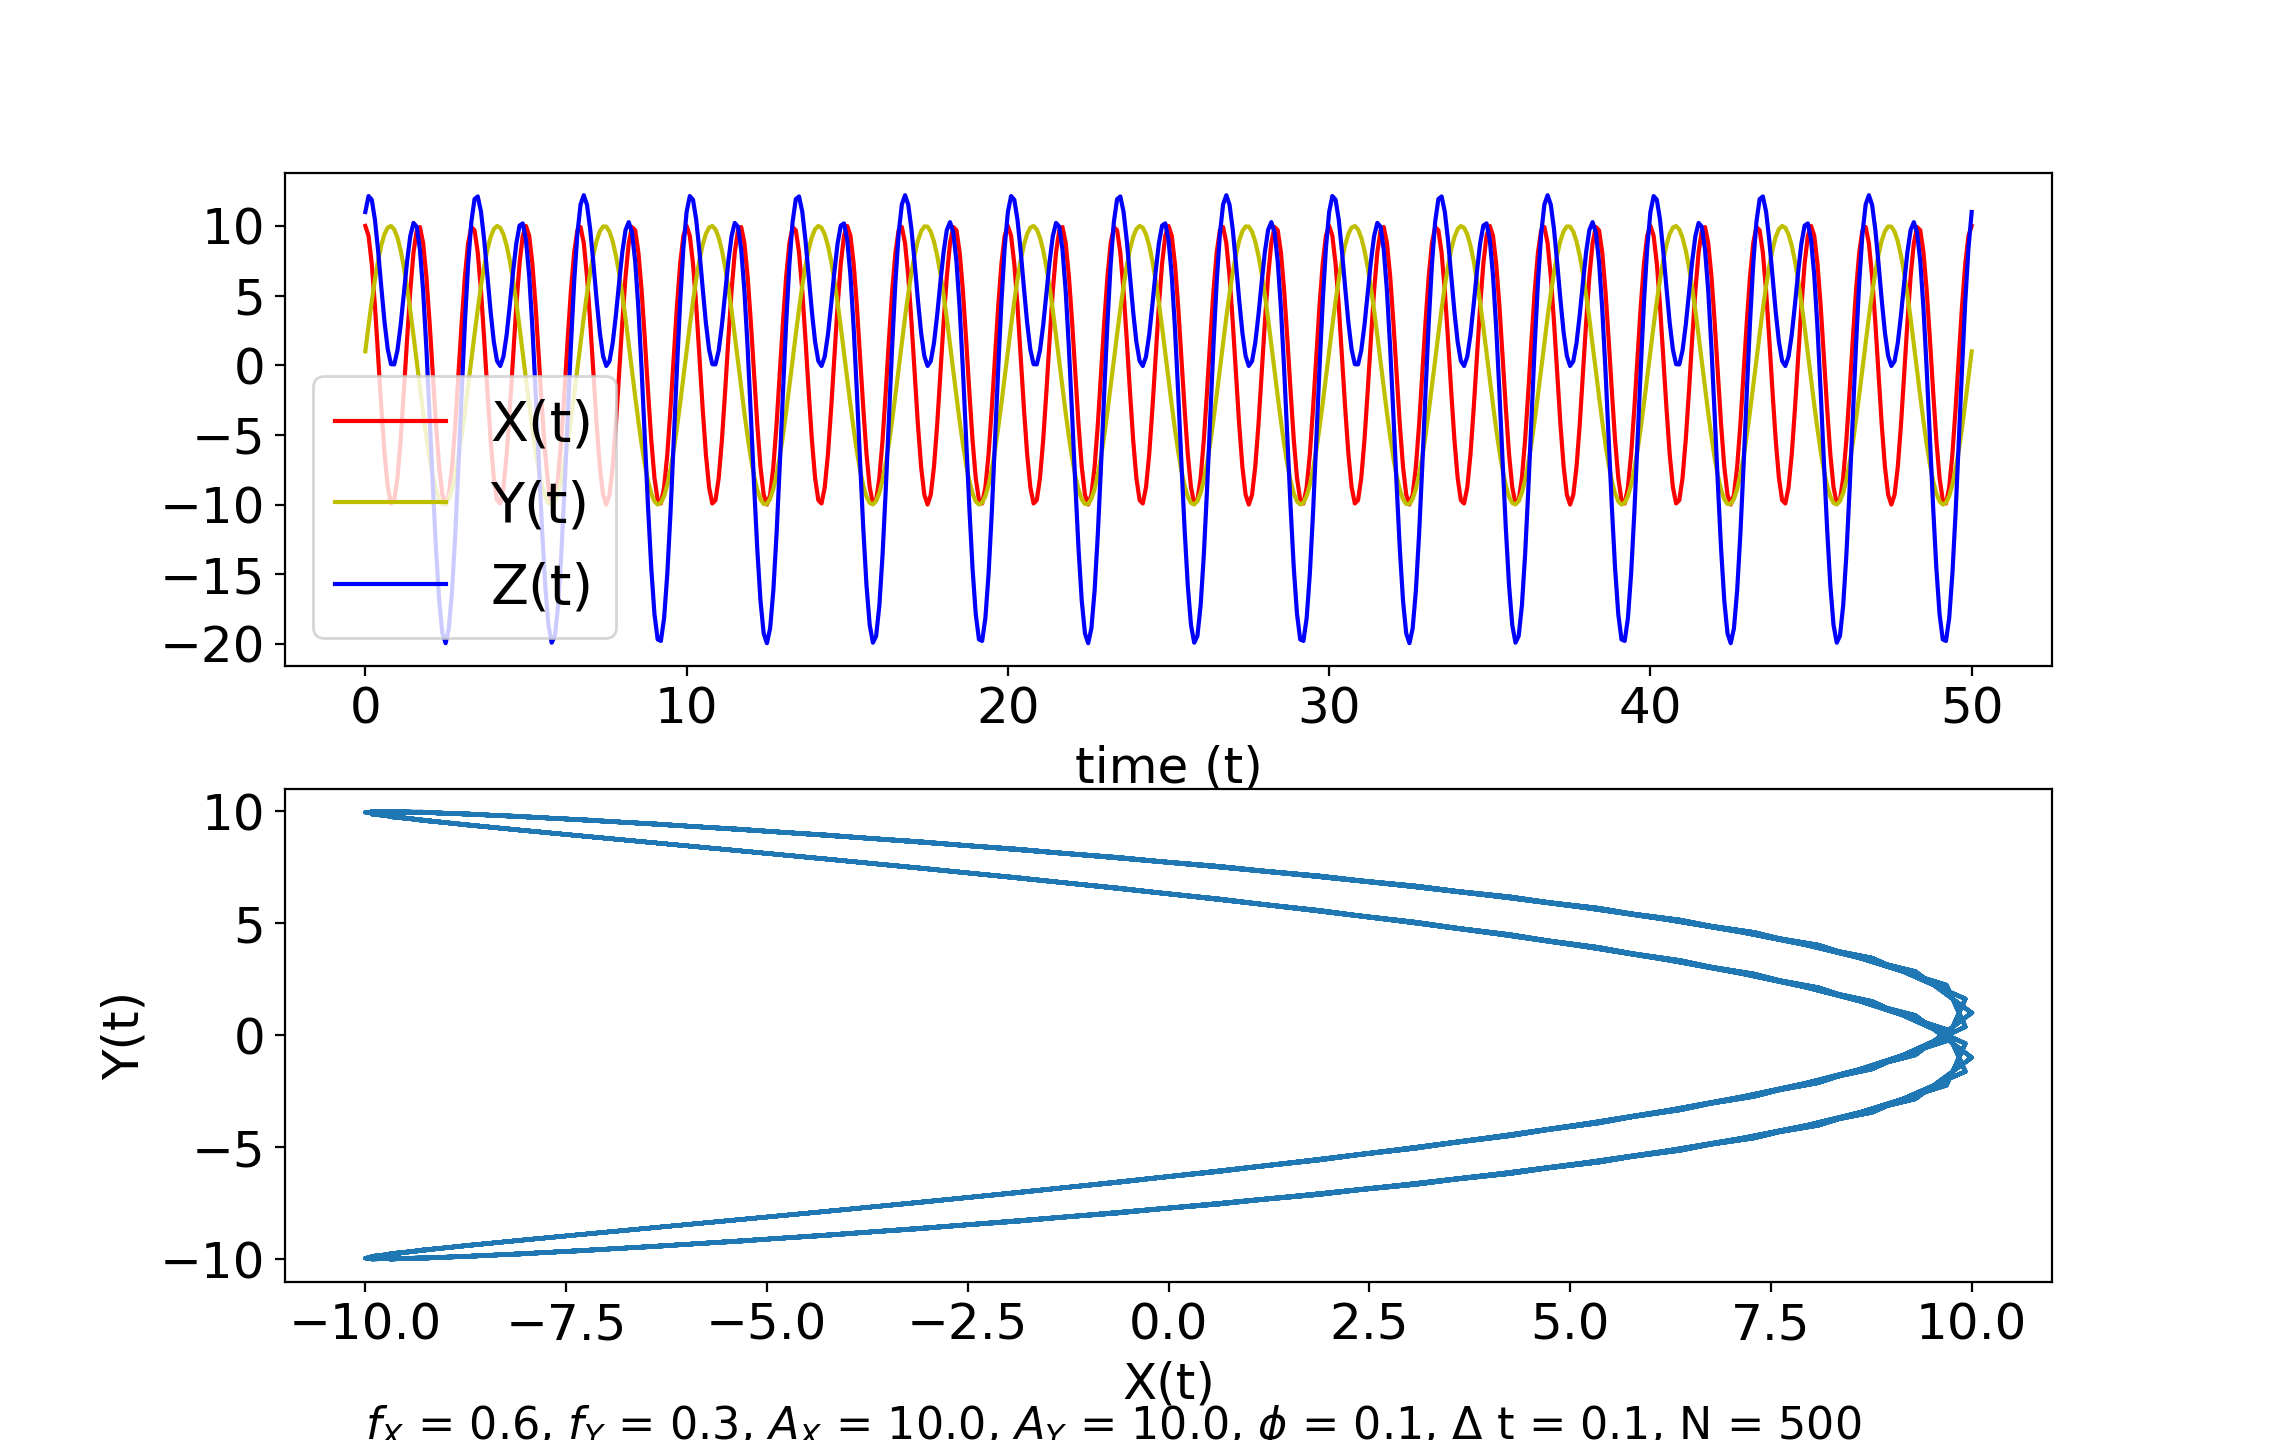 10
5
0
−5
−10
−15
−20
X(t)
Y(t)
Z(t)
0 10 20 30 40 50
time (t)
10
5
0
−5
−10
Y(t)
−10.0 −7.5 −5.0 −2.5 0.0 2.5 5.0 7.5 10.0
X(t)
f_X = 0.6, f_Y = 0.3, A_X = 10.0, A_Y = 10.0, ϕ = 0.1, Δ t = 0.1, N = 500